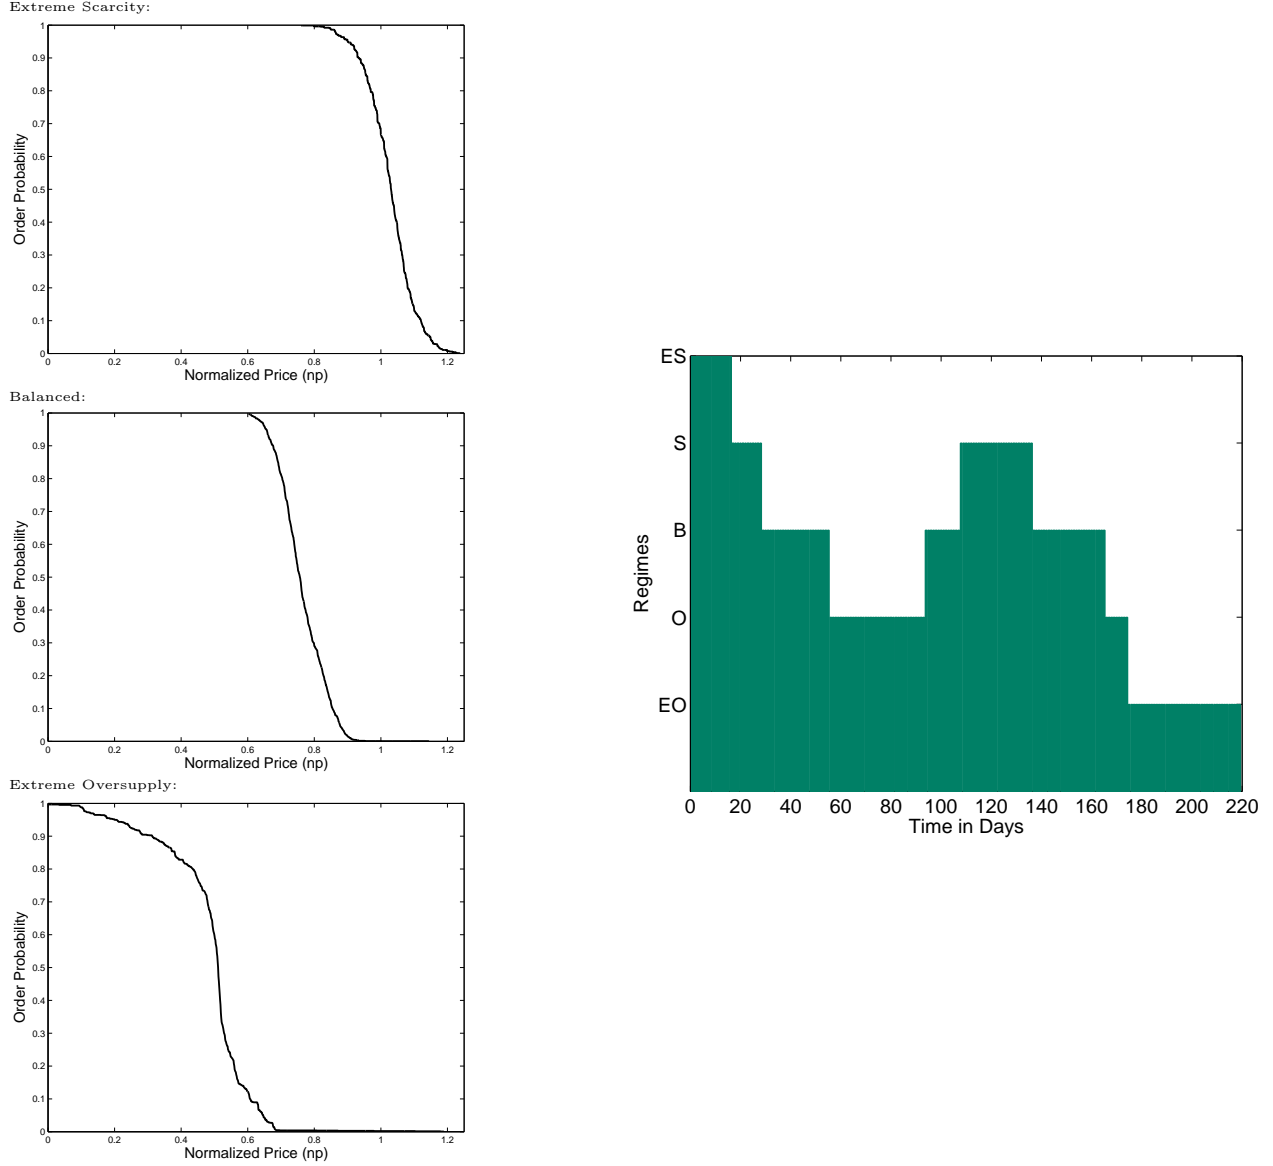 Extreme Scarcity:
1
0.9
0.8
0.7
0.6
0.5
0.4
0.3
0.2
0.1
0
Order Probability
0 0.2 0.4 0.6 0.8 1 1.2
Normalized Price (np)
Balanced:
1
0.9
0.8
0.7
0.6
0.5
0.4
0.3
0.2
0.1
0
Order Probability
0 0.2 0.4 0.6 0.8 1 1.2
Normalized Price (np)
Extreme Oversupply:
1
0.9
0.8
0.7
0.6
0.5
0.4
0.3
0.2
0.1
0
Order Probability
0 0.2 0.4 0.6 0.8 1 1.2
Normalized Price (np)
ES
S
B
O
EO
Regimes
0 20 40 60 80 100 120 140 160 180 200 220
Time in Days